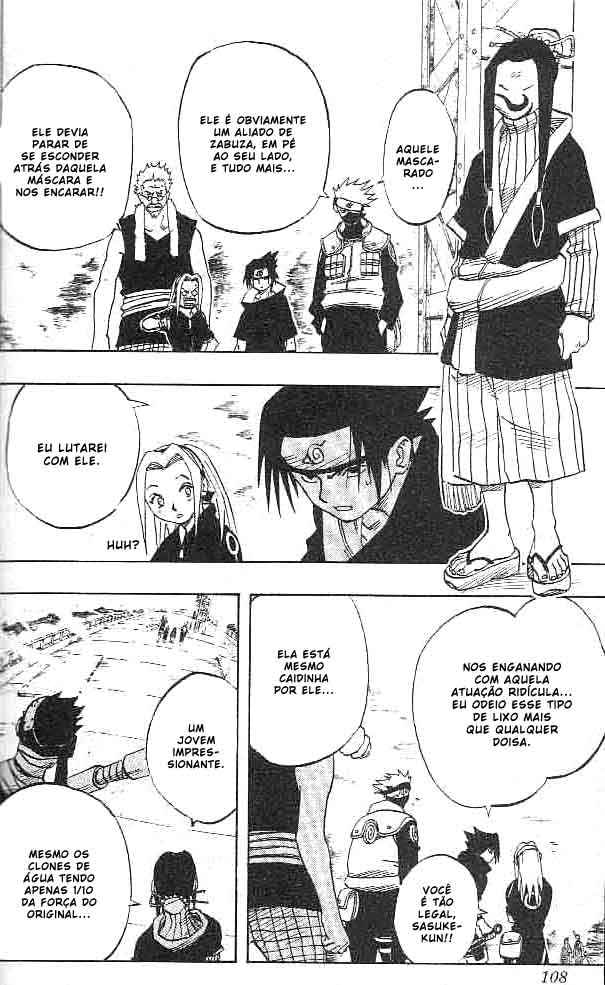 AQUELE
MASCA-
RADO
...
ELE É OBVIAMENTE
UM ALIADO DE
ZABUZA, EM PÉ
AO SEU LADO,
E TUDO MAIS...
ELE DEVIA
PARAR DE
SE ESCONDER
ATRÁS DAQUELA
MÁSCARA E
NOS ENCARAR!!
EU LUTAREI
COM ELE.
HUH?
NOS ENGANANDO
COM AQUELA
ATUAÇÃO RIDÍCULA...
EU ODEIO ESSE TIPO
DE LIXO MAIS
QUE QUALQUER
DOISA.
VOCÊ
É TÃO
LEGAL,
SASUKE-
KUN!!
ELA ESTÁ
MESMO
CAIDINHA
POR ELE...
UM
JOVEM
IMPRES-
SIONANTE.
MESMO OS
CLONES DE
ÁGUA TENDO
APENAS 1/10
DA FORÇA DO
ORIGINAL...
108